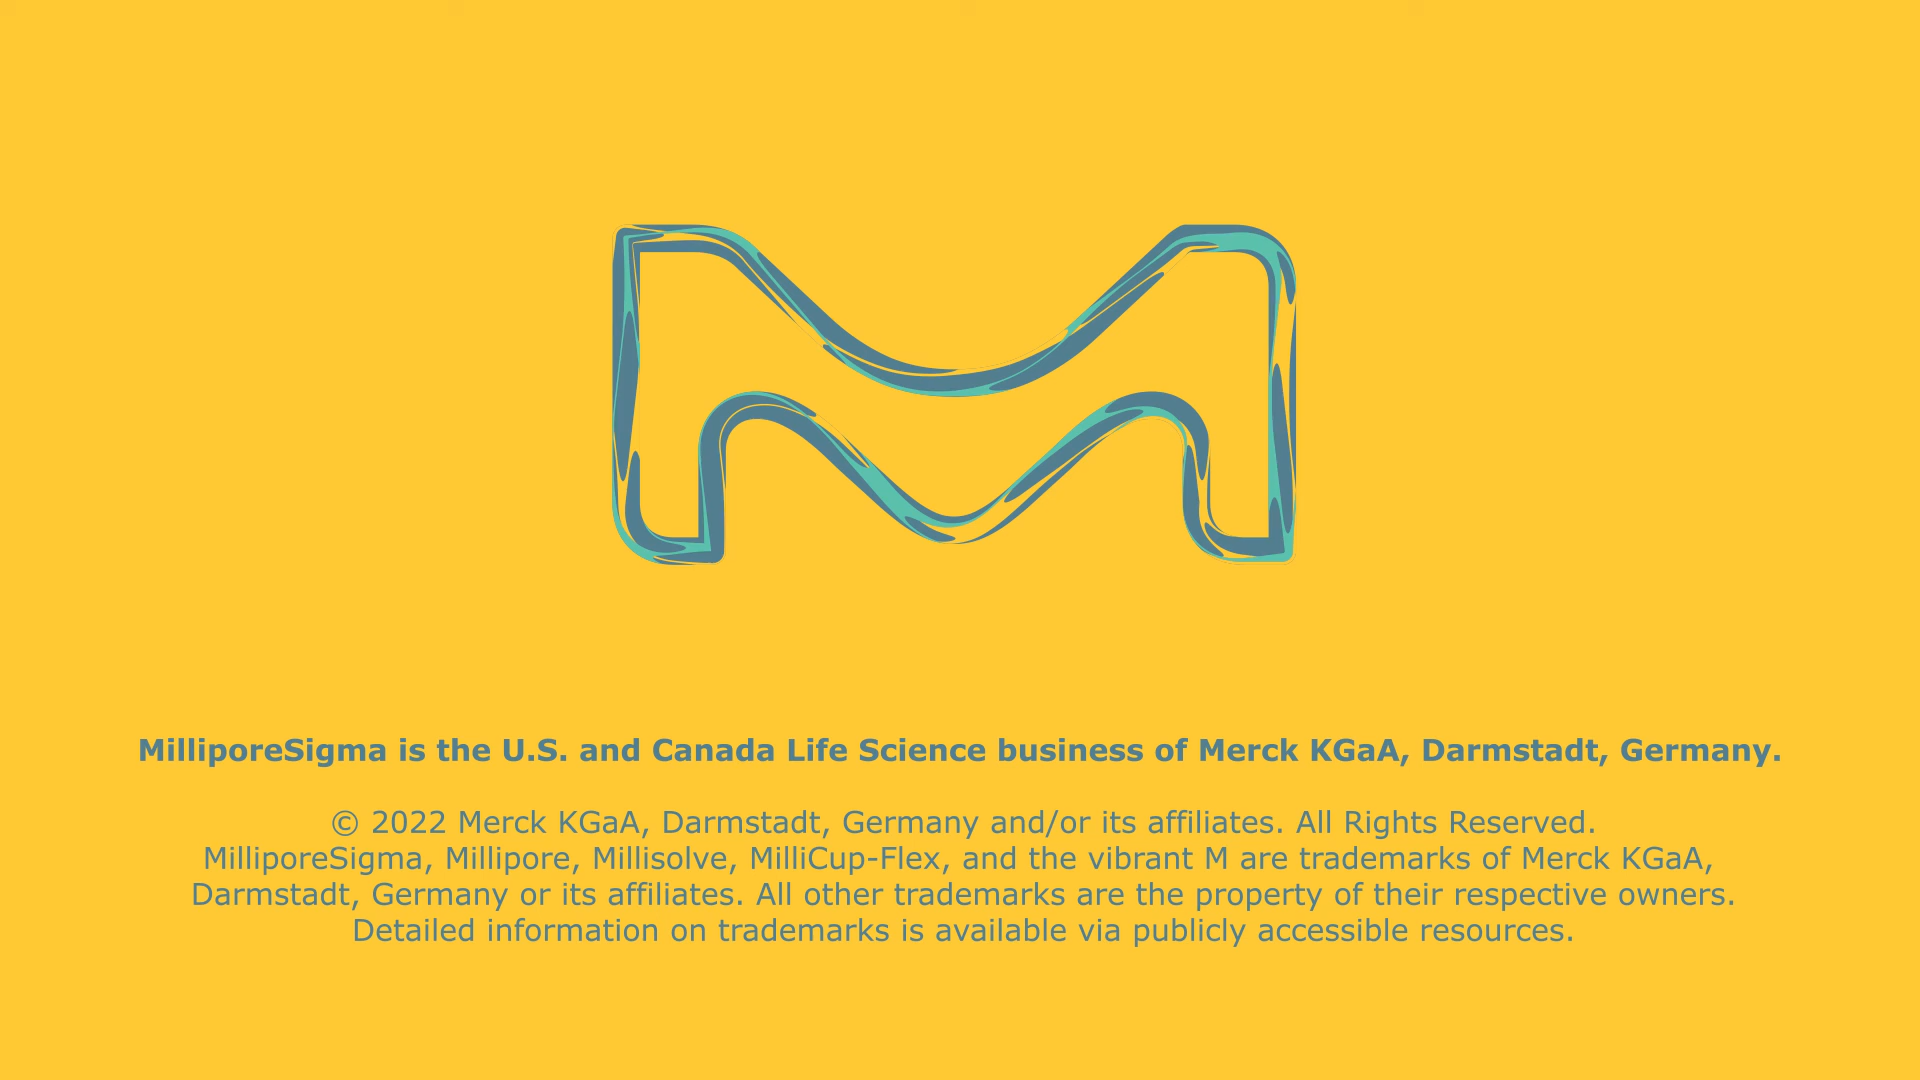 MilliporeSigma is the U.S. and Canada Life Science business of Merck KGaA, Darmstadt, Germany.
© 2022 Merck KGaA, Darmstadt, Germany and/or its affiliates. All Rights Reserved.
MilliporeSigma, Millipore, Millisolve, MilliCup-Flex, and the vibrant M are trademarks of Merck KGaA,
Darmstadt, Germany or its affiliates. All other trademarks are the property of their respective owners.
Detailed information on trademarks is available via publicly accessible resources.